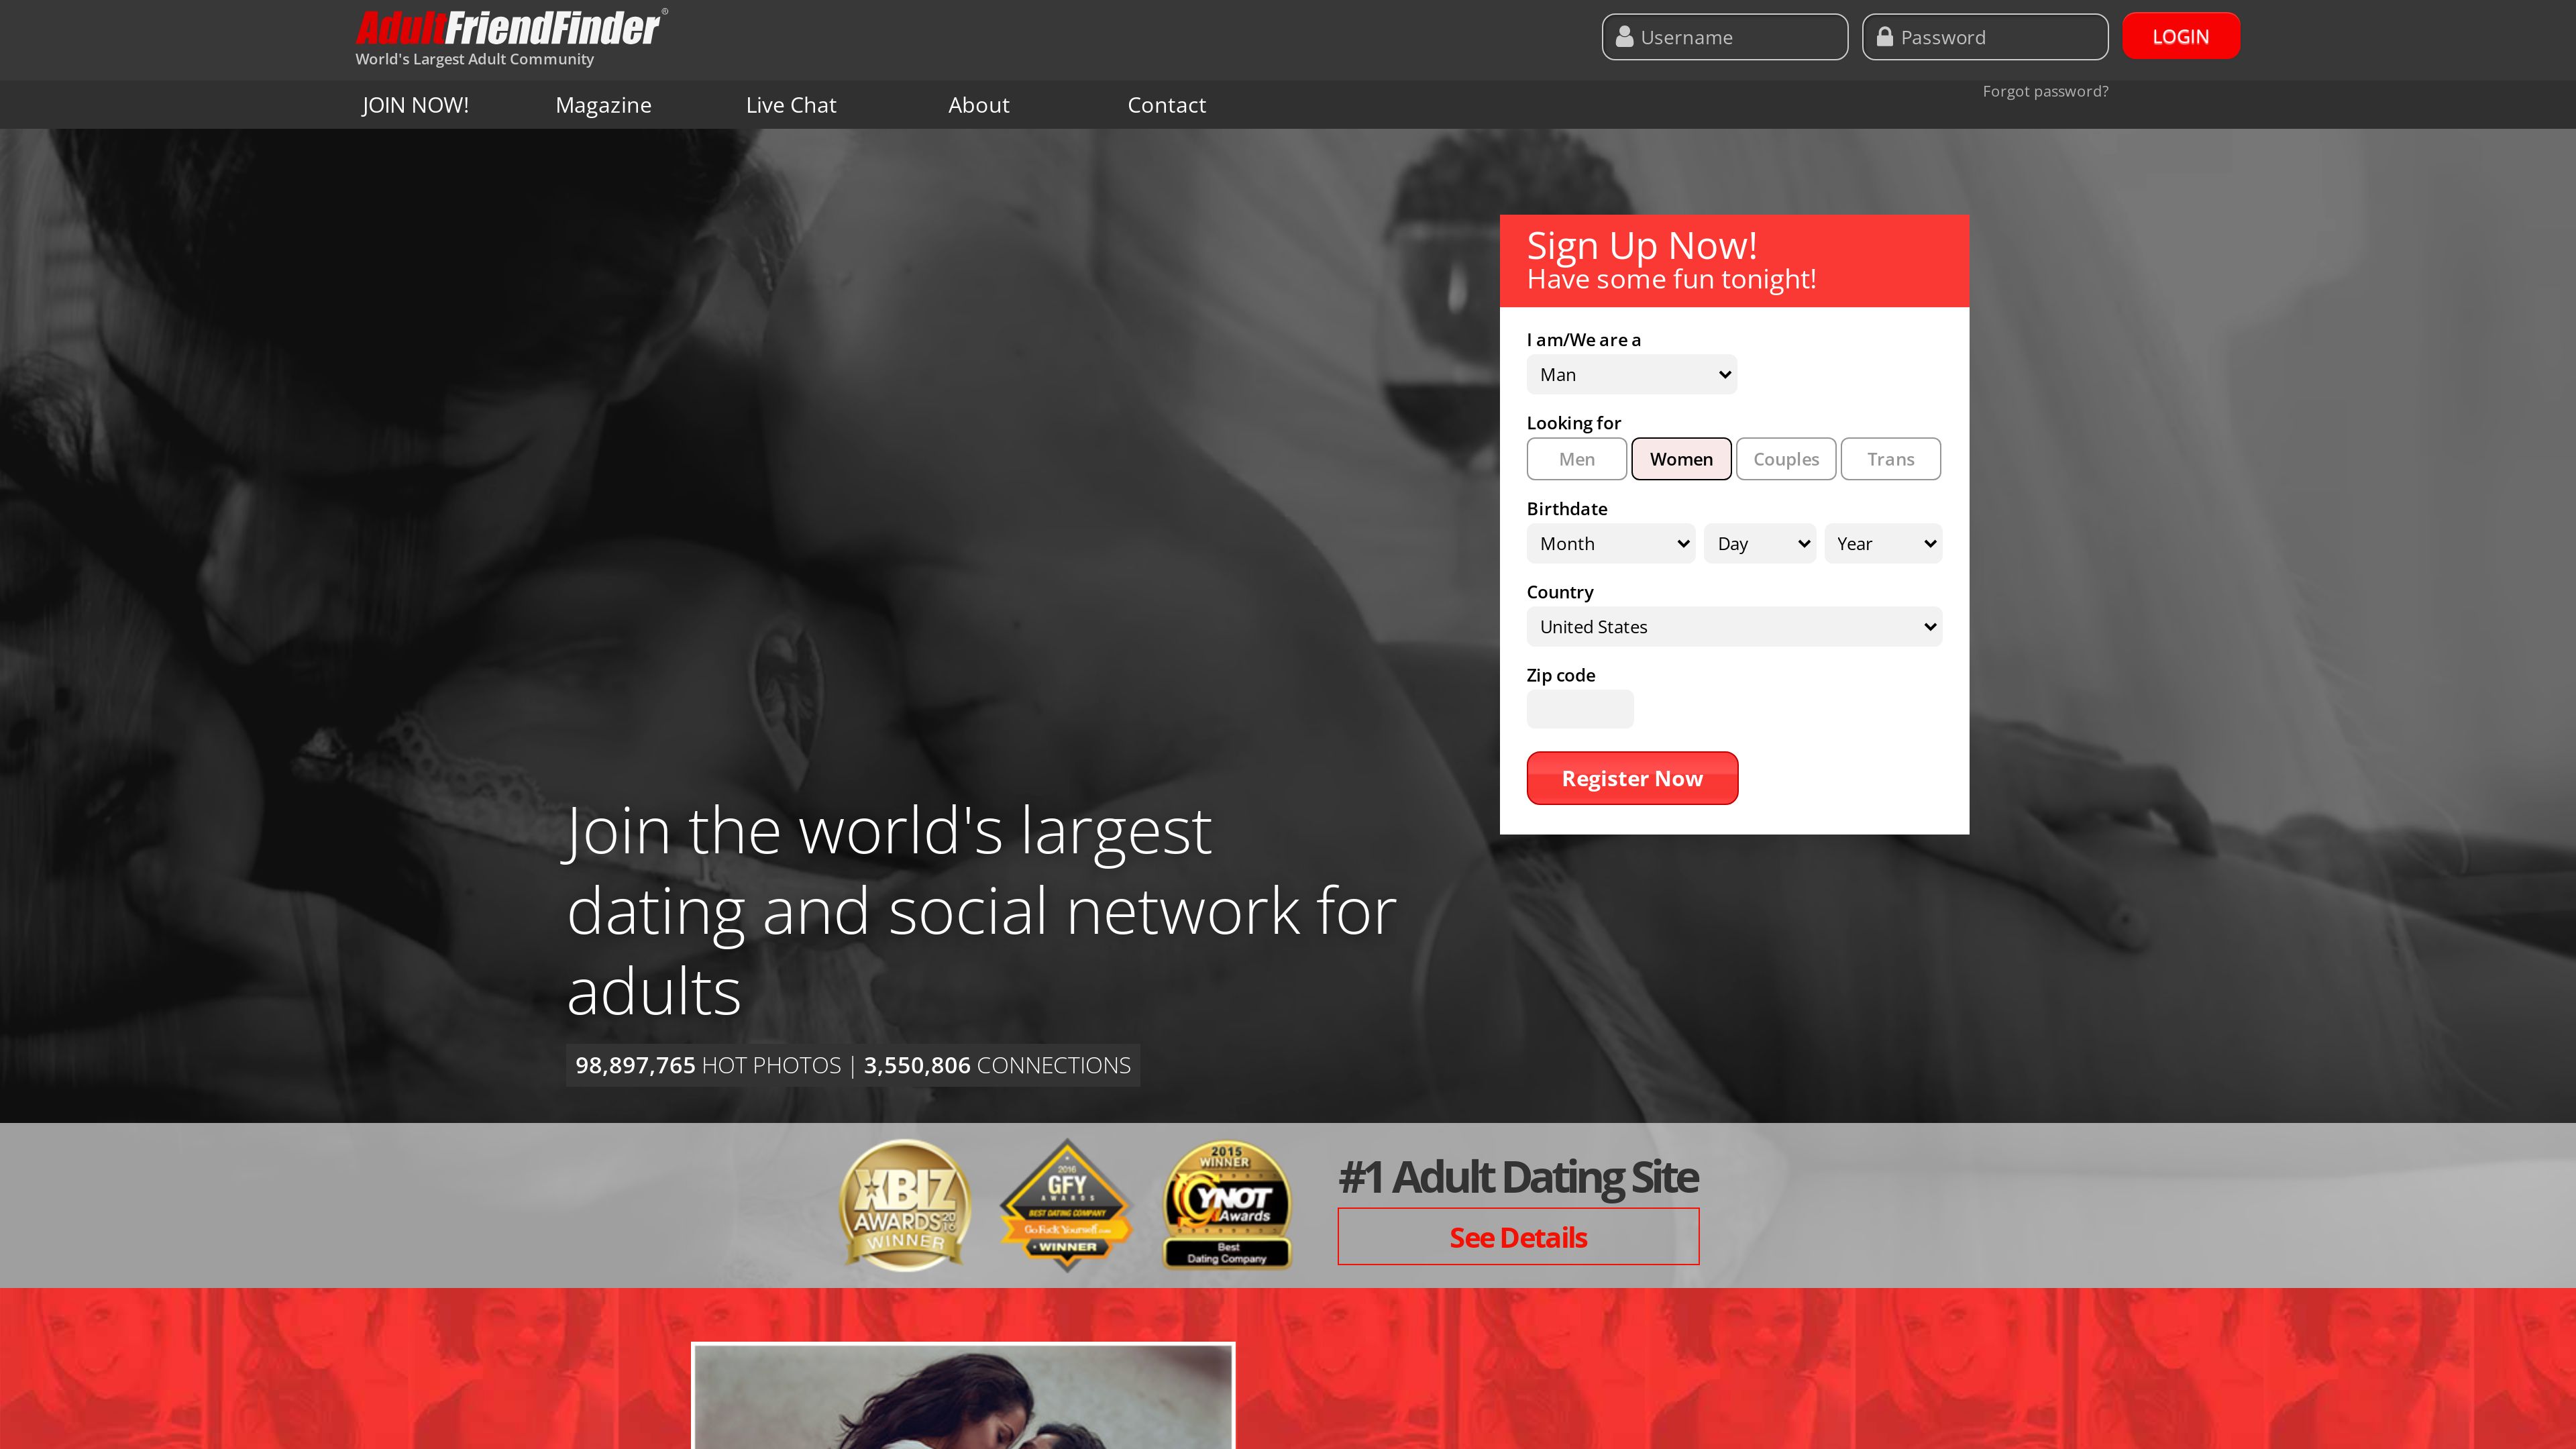 AdultFriendFinder®
World's Largest Adult Community
Username
Password
LOGIN
Forgot password?
JOIN NOW!
Magazine
Live Chat
About
Contact
Sign Up Now!
Have some fun tonight!
I am/We are a
Man
Looking for
Men
Women
Couples
Trans
Birthdate
Month
Day
Year
Country
United States
Zip code
Register Now
Join the world's largest
dating and social network for
adults
98,897,765 HOT PHOTOS | 3,550,806 CONNECTIONS
XBIZ
AWARDS 2016
WINNER
2016
GFY
AWARDS
BEST DATING COMPANY
GoFuckYourself.com
WINNER
2015
WINNER
YNOT
Awards
Best
Dating Company
#1 Adult Dating Site
See Details